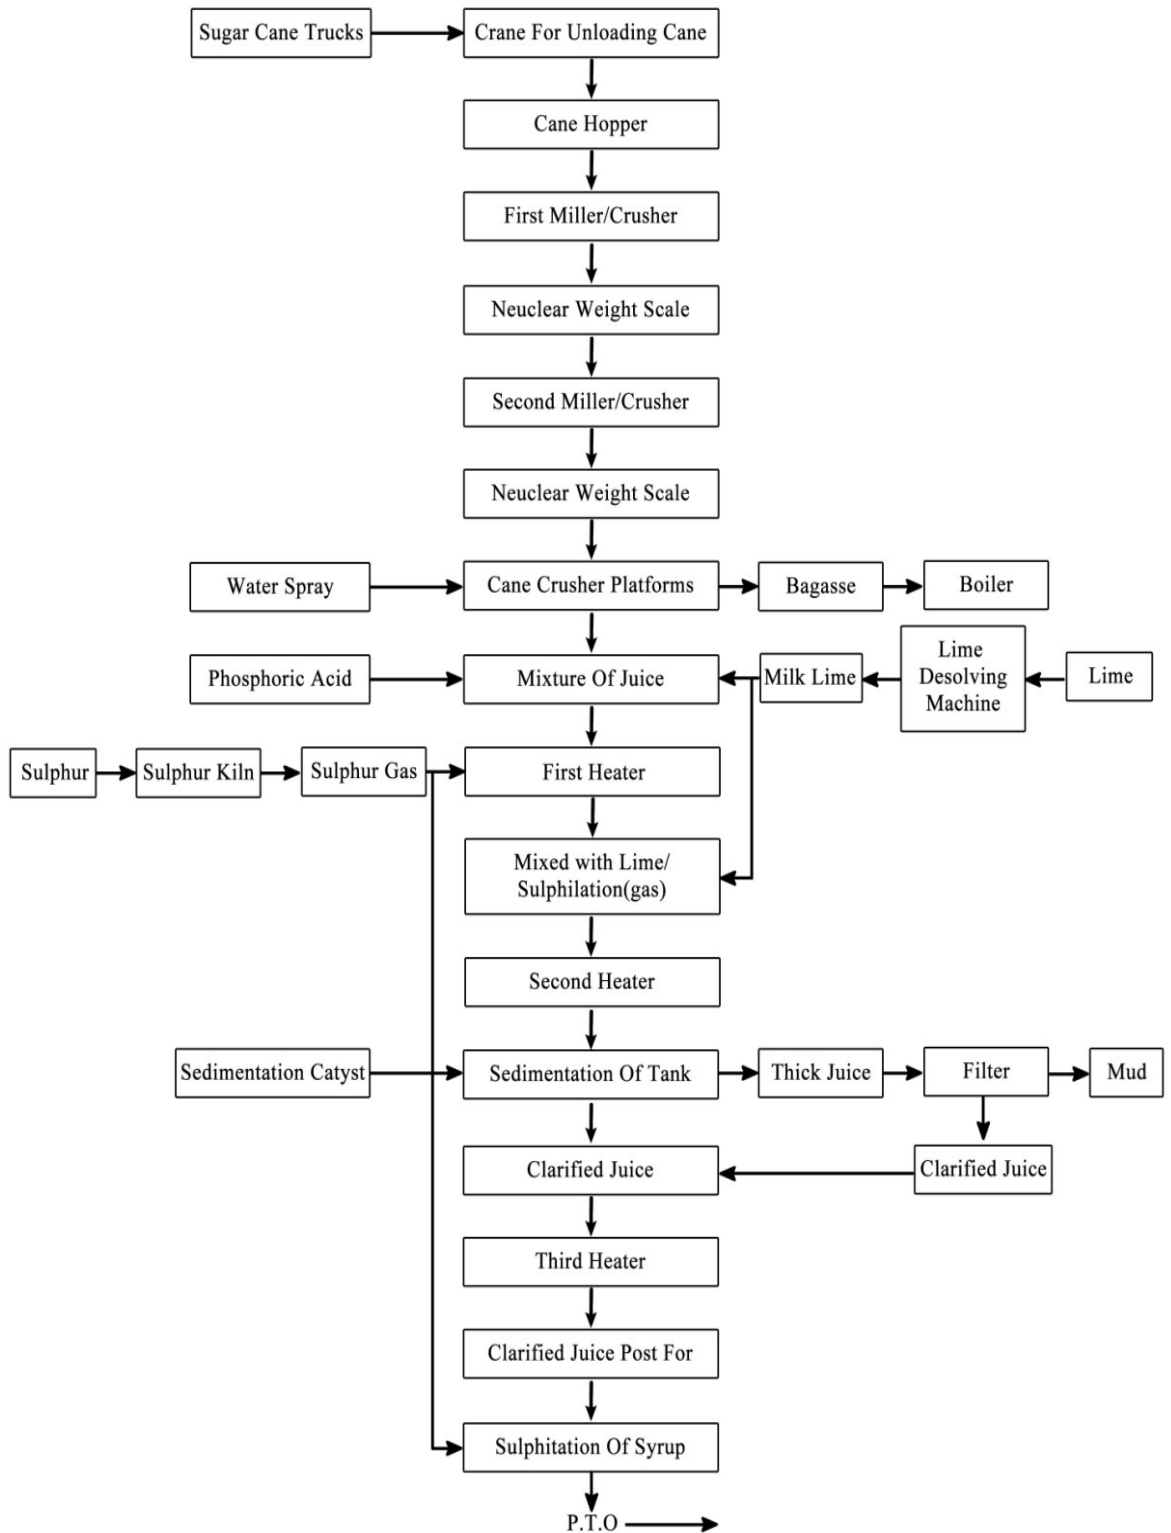 Sugar Cane Trucks
Crane For Unloading Cane
Cane Hopper
First Miller/Crusher
Neuclear Weight Scale
Second Miller/Crusher
Neuclear Weight Scale
Water Spray
Cane Crusher Platforms
Bagasse
Boiler
Phosphoric Acid
Mixture Of Juice
Milk Lime
Lime
Desolving
Machine
Lime
Sulphur
Sulphur Kiln
Sulphur Gas
First Heater
Mixed with Lime/
Sulphilation(gas)
Second Heater
Sedimentation Catyst
Sedimentation Of Tank
Thick Juice
Filter
Mud
Clarified Juice
Clarified Juice
Third Heater
Clarified Juice Post For
Sulphitation Of Syrup
P.T.O